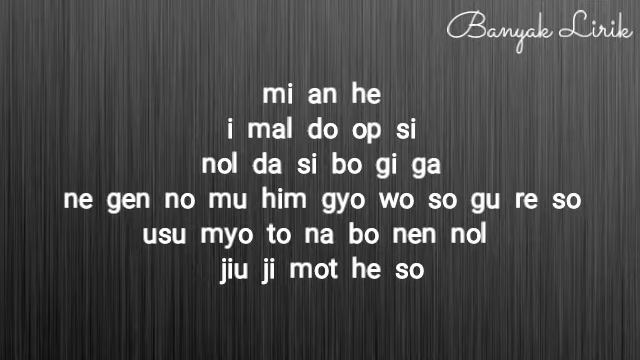 Banyak Lirik
mi an he
i mal do op si
nol da si bo gi ga
ne gen no mu him gyo wo so gu re so
usu myo to na bo nen nol
jiu ji mot he so